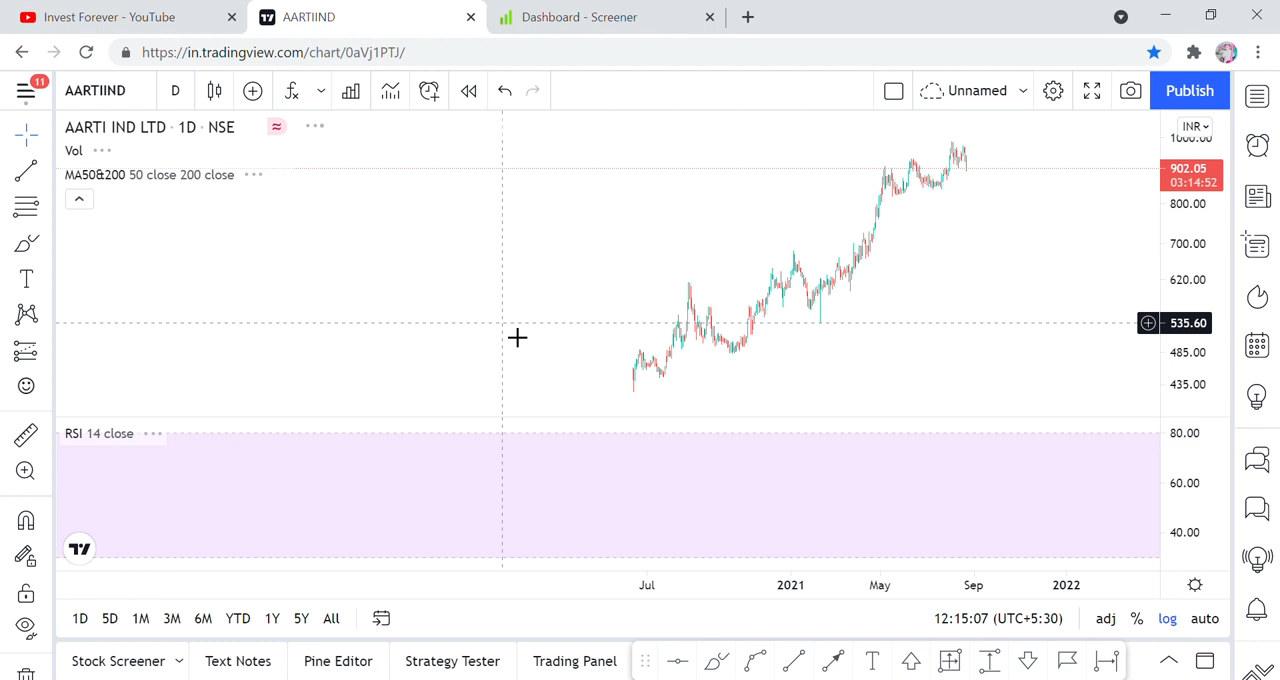 Invest Forever - YouTube
AARTIIND
Dashboard - Screener
https://in.tradingview.com/chart/0aVj1PTJ/
11
AARTIIND
D
Unnamed
Publish
AARTI IND LTD · 1D · NSE
INR
1000.00
Vol
MA50&200 50 close 200 close
902.05
03:14:52
800.00
700.00
620.00
535.60
485.00
435.00
RSI 14 close
80.00
60.00
40.00
Jul
2021
May
Sep
2022
1D
5D
1M
3M
6M
YTD
1Y
5Y
All
12:15:07 (UTC+5:30)
adj
%
log
auto
Stock Screener
Text Notes
Pine Editor
Strategy Tester
Trading Panel